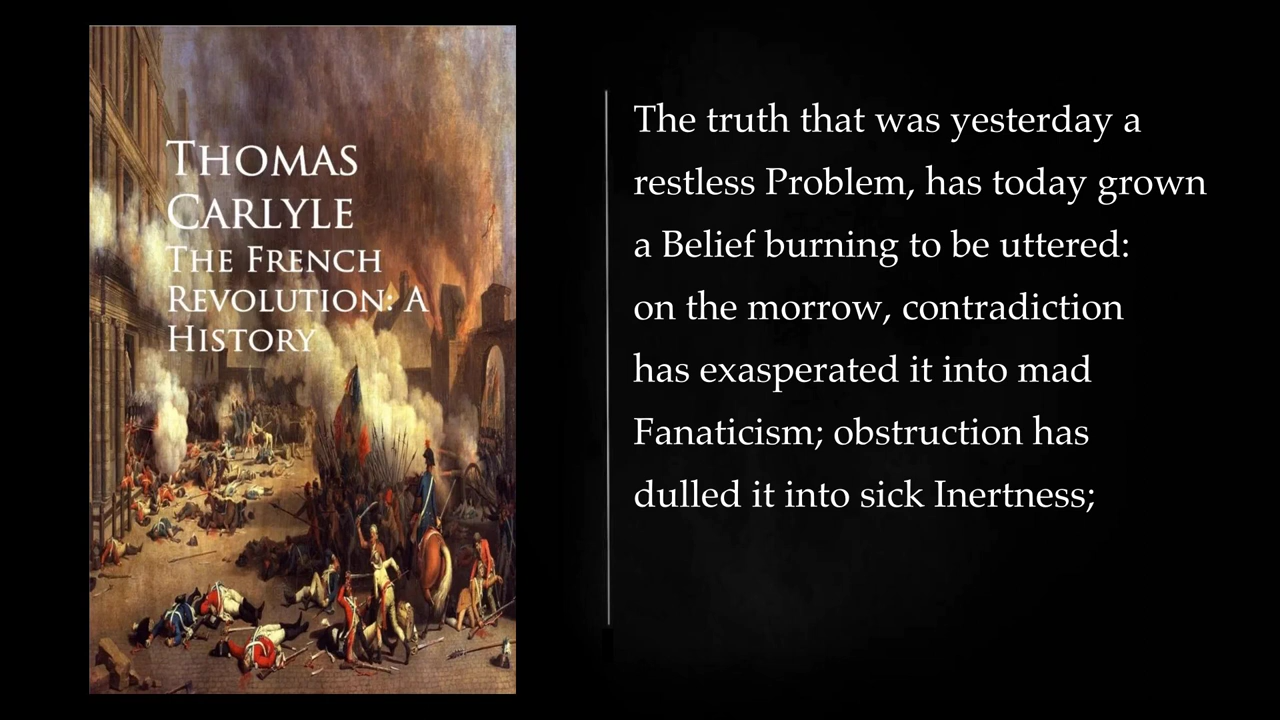 THOMAS
CARLYLE
THE FRENCH
REVOLUTION: A
HISTORY
The truth that was yesterday a
restless Problem, has today grown
a Belief burning to be uttered:
on the morrow, contradiction
has exasperated it into mad
Fanaticism; obstruction has
dulled it into sick Inertness;